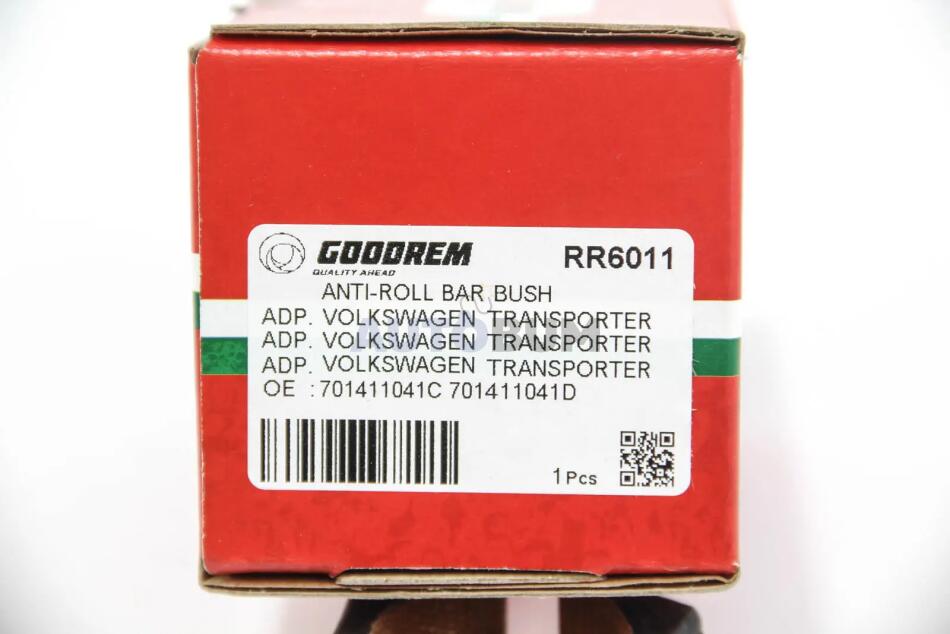 GOODREM
QUALITY AHEAD
RR6011
ANTI-ROLL BAR BUSH
ADP. VOLKSWAGEN TRANSPORTER
ADP. VOLKSWAGEN TRANSPORTER
ADP. VOLKSWAGEN TRANSPORTER
OE :701411041C 701411041D
1 Pcs
AUTOBUM